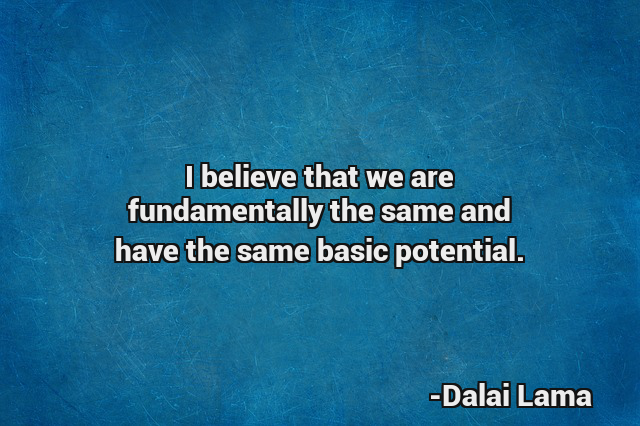 I believe that we are
fundamentally the same and
have the same basic potential.
-Dalai Lama